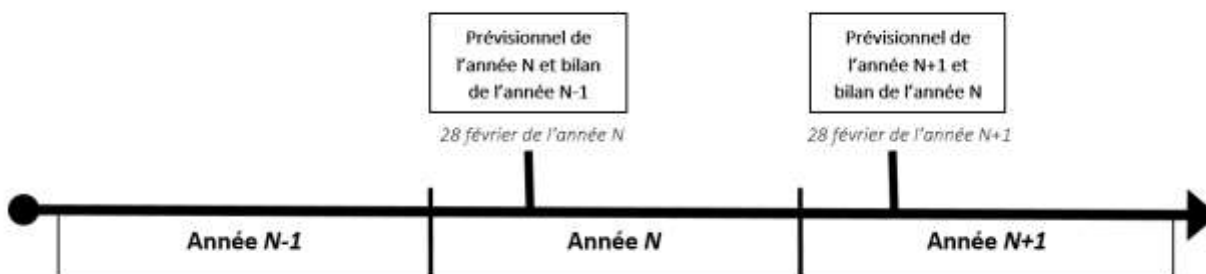 Prévisionnel de
l'année N et bilan
de l'année N-1
28 février de l'année N
Prévisionnel de
l'année N+1 et
bilan de l'année N
28 février de l'année N+1
Année N-1
Année N
Année N+1